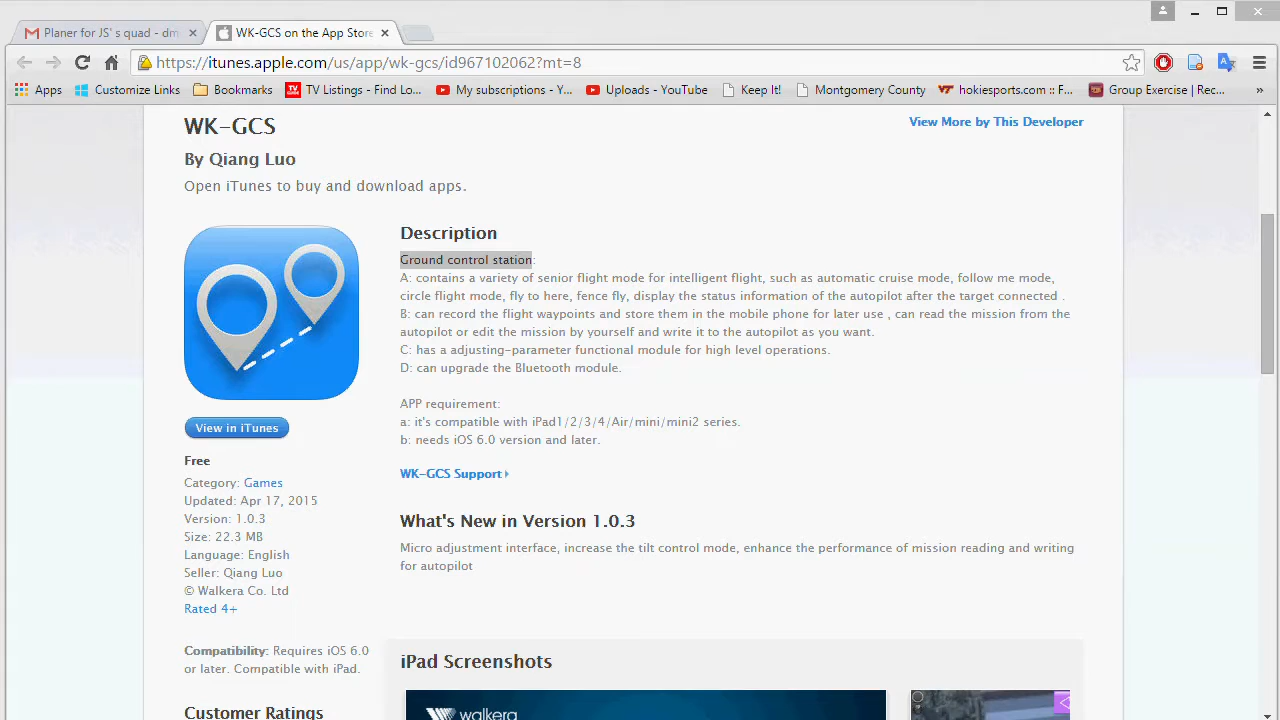 Planer for JS' s squad - dm
WK-GCS on the App Store
https://itunes.apple.com/us/app/wk-gcs/id967102062?mt=8
Apps Customize Links Bookmarks TV Listings - Find Lo... My subscriptions - Y... Uploads - YouTube Keep It! Montgomery County hokiesports.com :: F... Group Exercise | Rec... »
WK-GCS
View More by This Developer
By Qiang Luo
Open iTunes to buy and download apps.
Description
Ground control station:
A: contains a variety of senior flight mode for intelligent flight, such as automatic cruise mode, follow me mode,
circle flight mode, fly to here, fence fly, display the status information of the autopilot after the target connected .
B: can record the flight waypoints and store them in the mobile phone for later use , can read the mission from the
autopilot or edit the mission by yourself and write it to the autopilot as you want.
C: has a adjusting-parameter functional module for high level operations.
D: can upgrade the Bluetooth module.
APP requirement:
a: it's compatible with iPad1/2/3/4/Air/mini/mini2 series.
b: needs iOS 6.0 version and later.
WK-GCS Support
What's New in Version 1.0.3
Micro adjustment interface, increase the tilt control mode, enhance the performance of mission reading and writing
for autopilot
View in iTunes
Free
Category: Games
Updated: Apr 17, 2015
Version: 1.0.3
Size: 22.3 MB
Language: English
Seller: Qiang Luo
© Walkera Co. Ltd
Rated 4+
Compatibility: Requires iOS 6.0
or later. Compatible with iPad.
Customer Ratings
iPad Screenshots
walkera